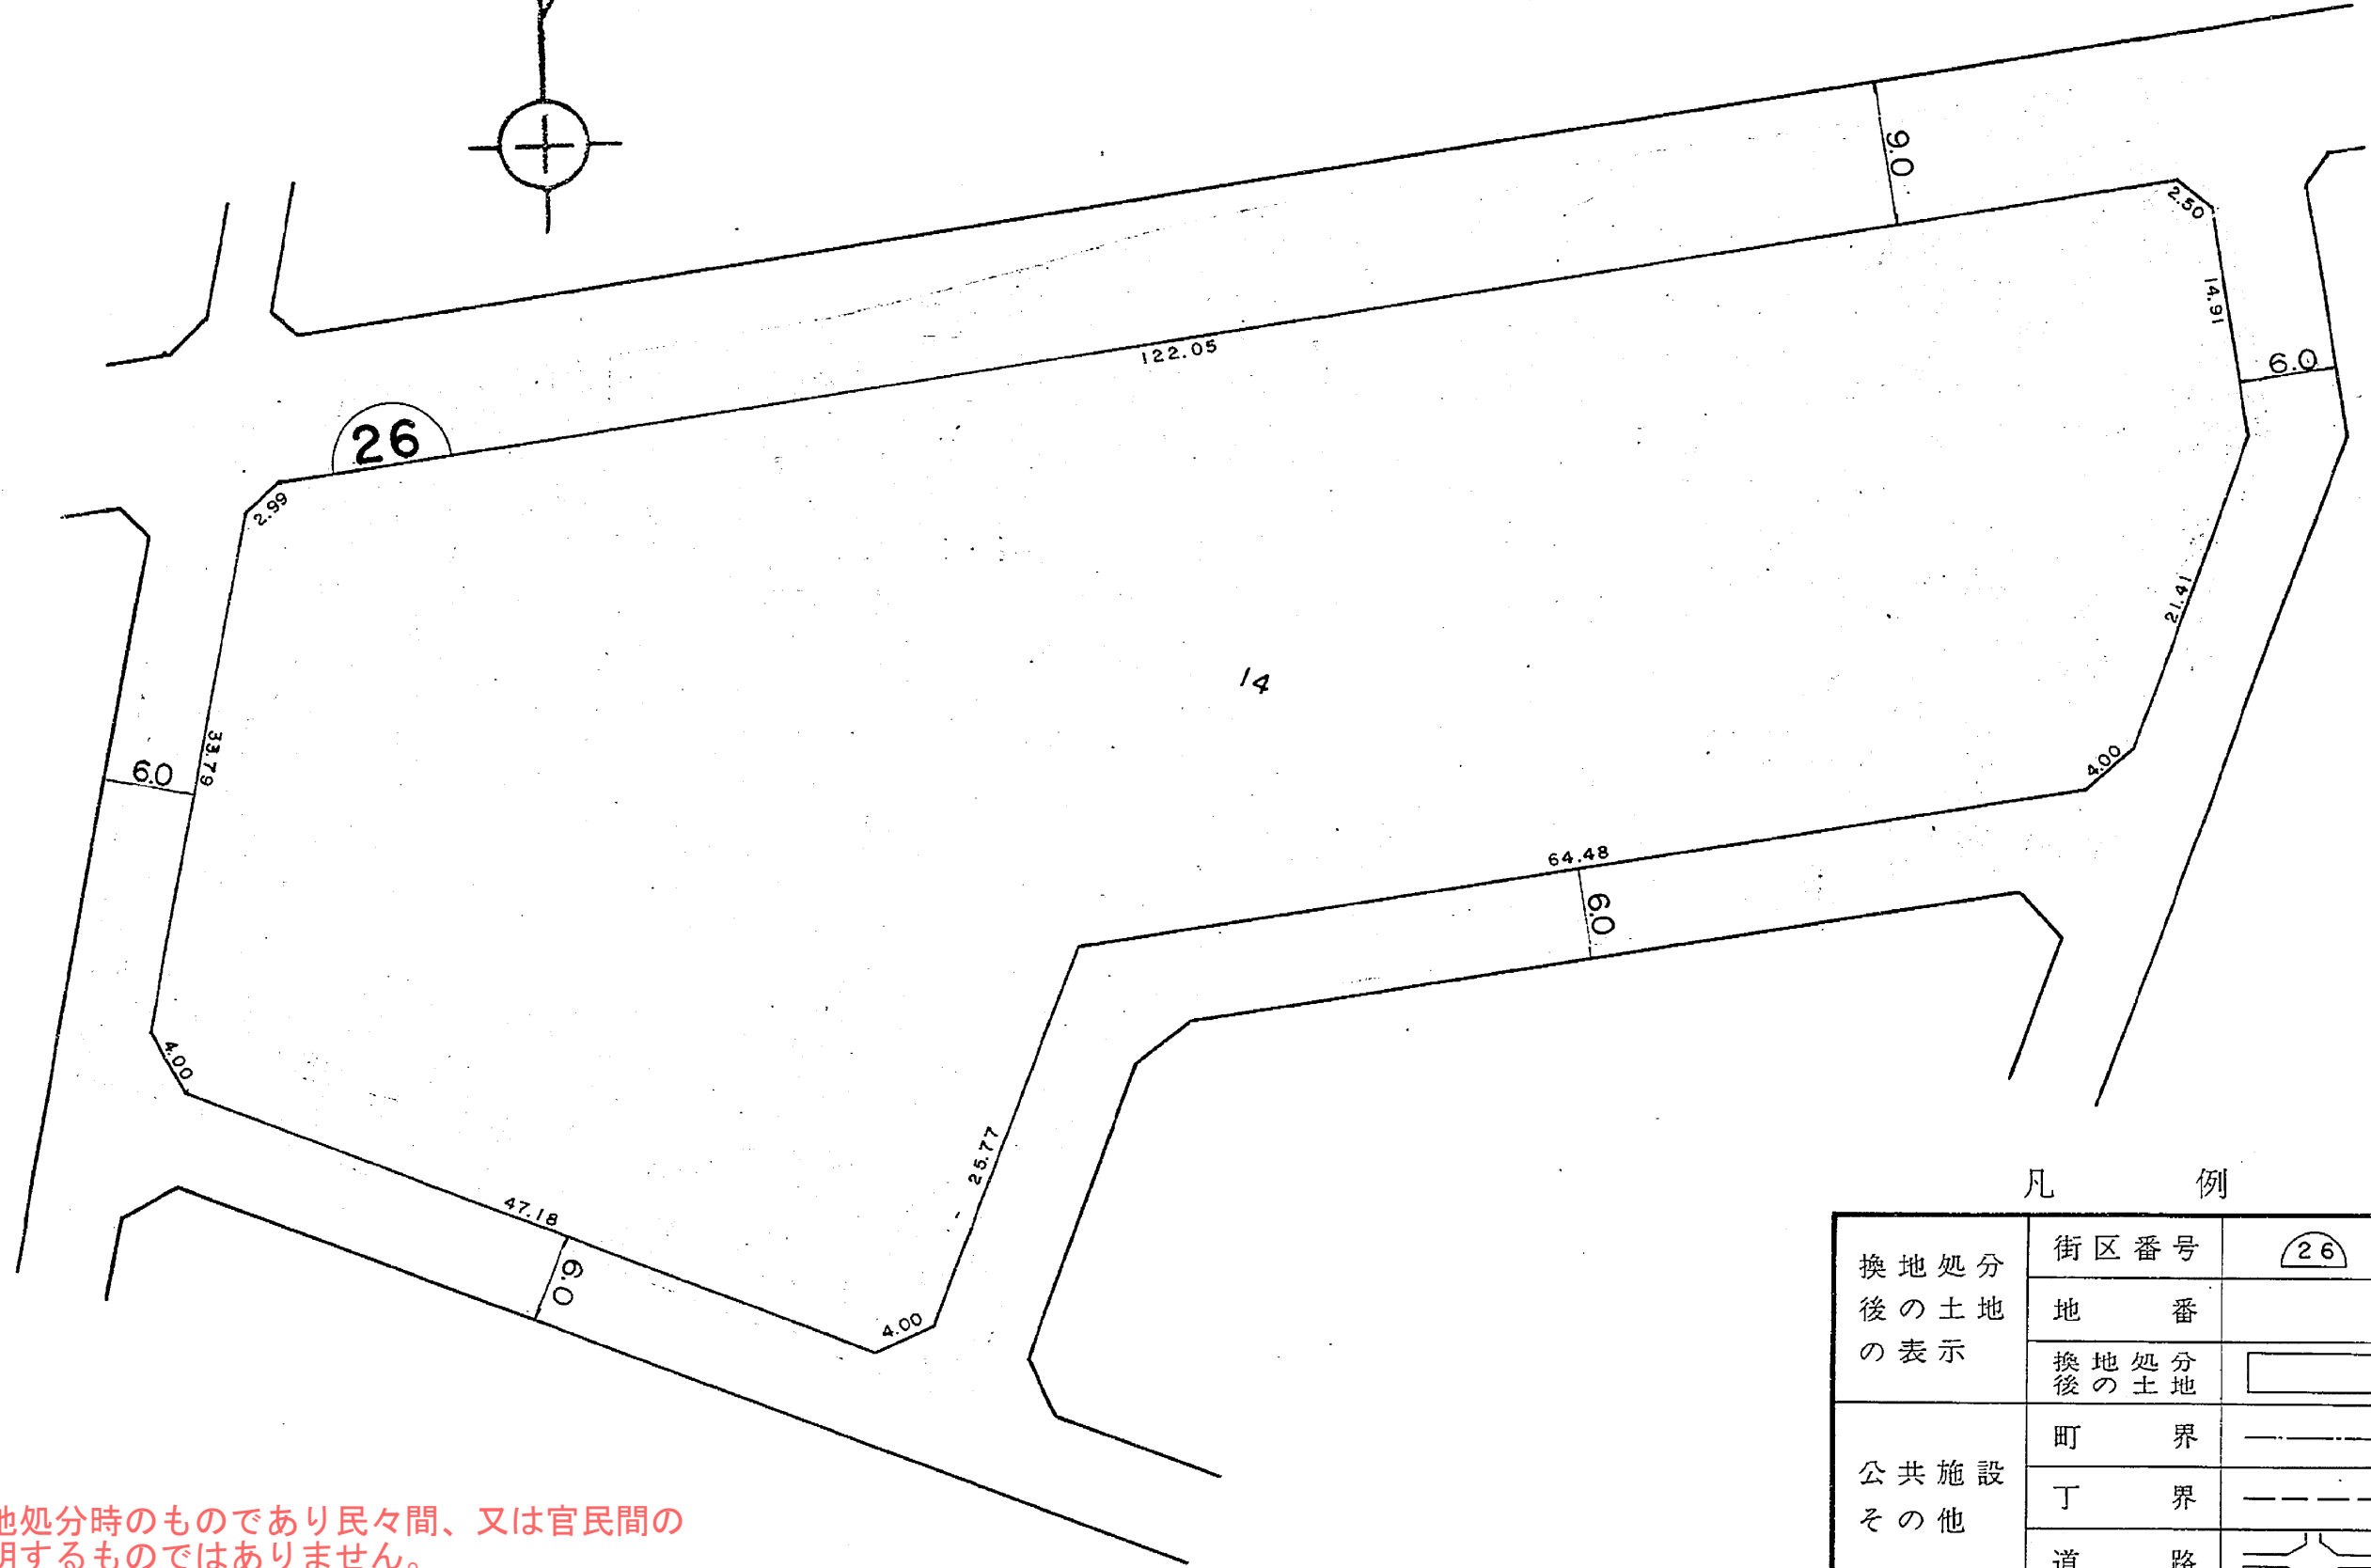 9.0
2.50
14.91
6.0
122.05
26
2.99
21.41
14
33.79
6.0
4.00
64.48
6.0
4.00
25.77
47.18
6.0
4.00
凡例
換地処分
後の土地
の表示
街区番号
26
地番
換地処分
後の土地
公共施設
その他
町界
丁界
道路
地処分時のものであり民々間、又は官民間の
明するものではありません。